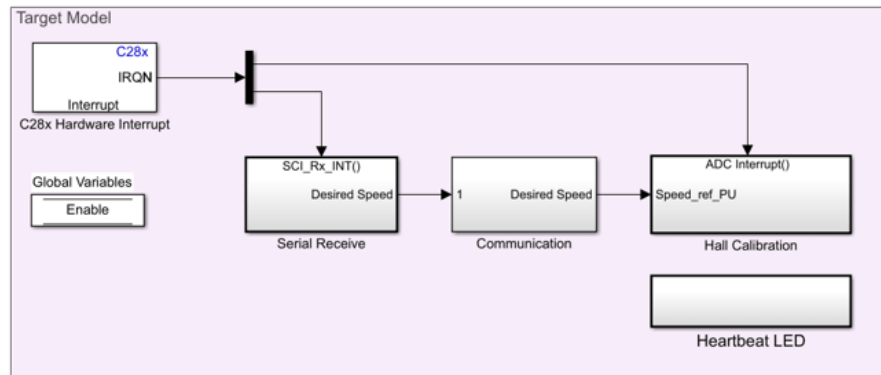 Target Model
C28x
IRQN
Interrupt
C28x Hardware Interrupt
Global Variables
Enable
SCI_Rx_INT()
Desired Speed
Serial Receive
1
Desired Speed
Communication
ADC Interrupt()
Speed_ref_PU
Hall Calibration
Heartbeat LED